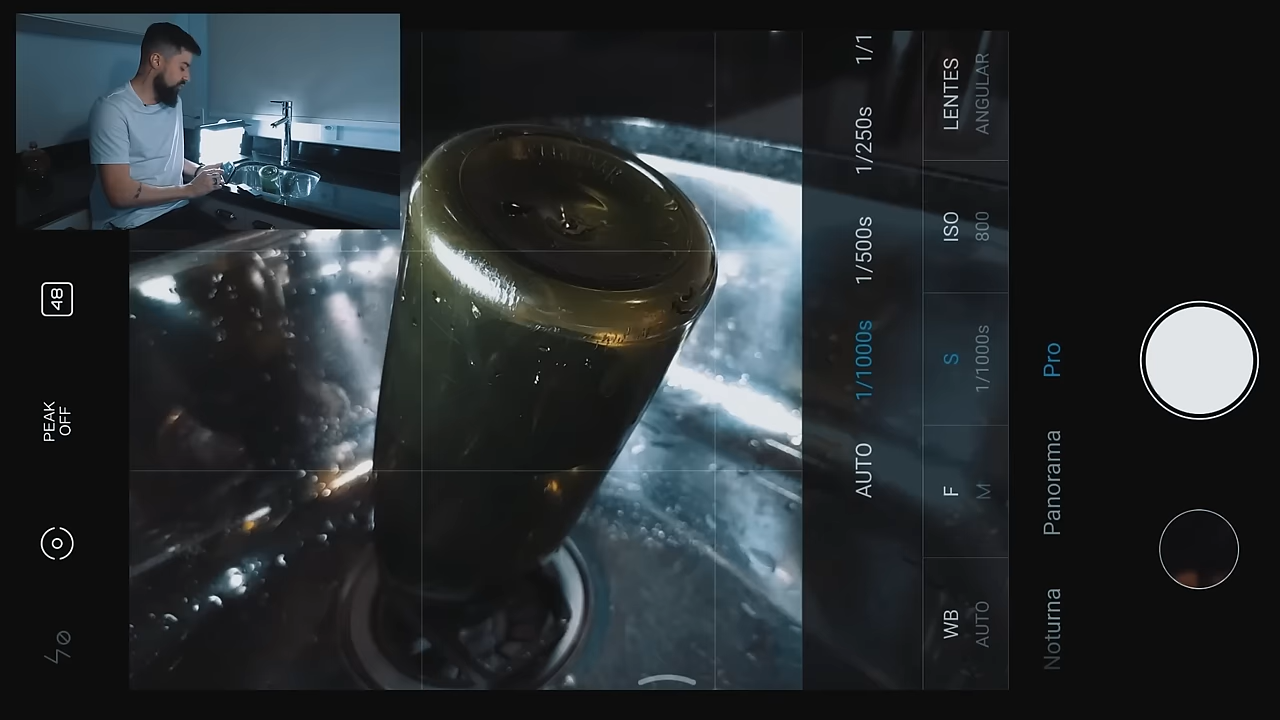 PEAK
OFF
48
AUTO 1/1000s 1/500s 1/250s 1/1
WB F S ISO LENTES
AUTO M 1/1000s 800 ANGULAR
Noturna Panorama Pro